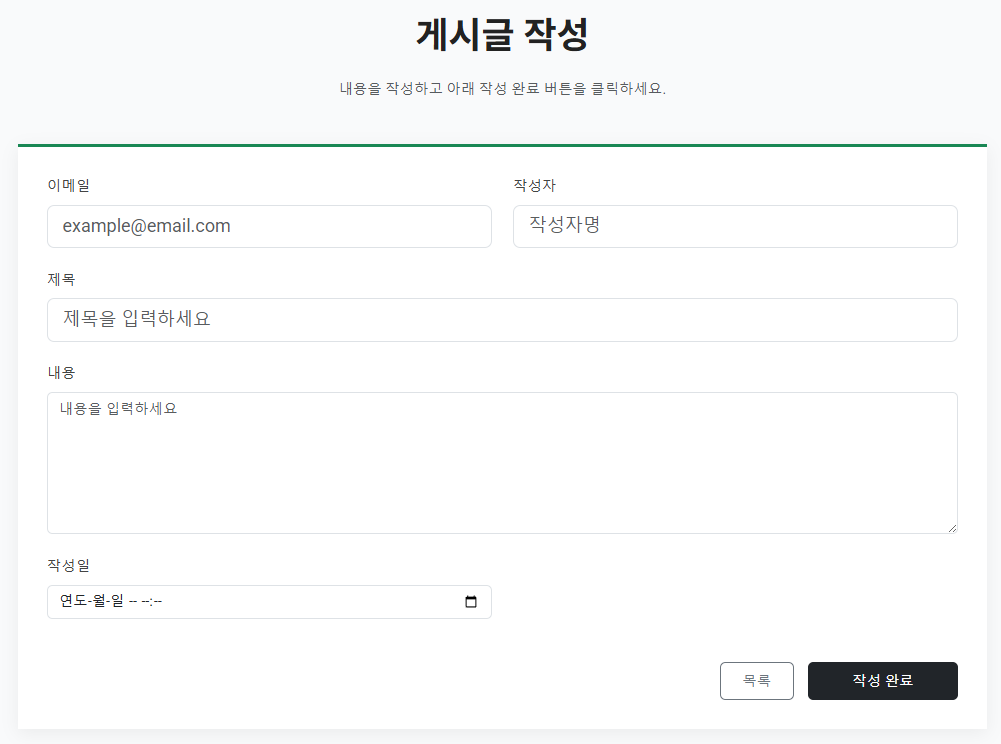 게시글 작성
내용을 작성하고 아래 작성 완료 버튼을 클릭하세요.
이메일
작성자
example@email.com
작성자명
제목
제목을 입력하세요
내용
내용을 입력하세요
작성일
연도-월-일 -- --:--
목록
작성 완료